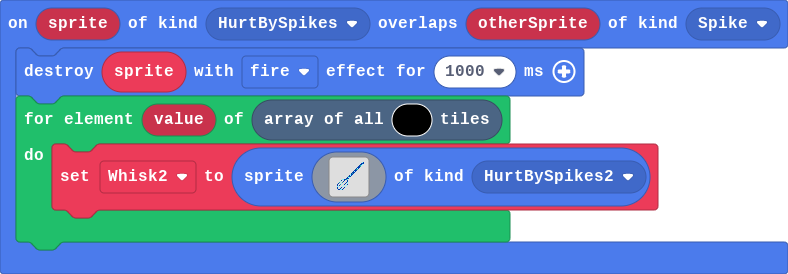 on sprite of kind HurtBySpikes overlaps otherSprite of kind Spike
destroy sprite with fire effect for 1000 ms
for element value of array of all tiles
do
set Whisk2 to sprite of kind HurtBySpikes2